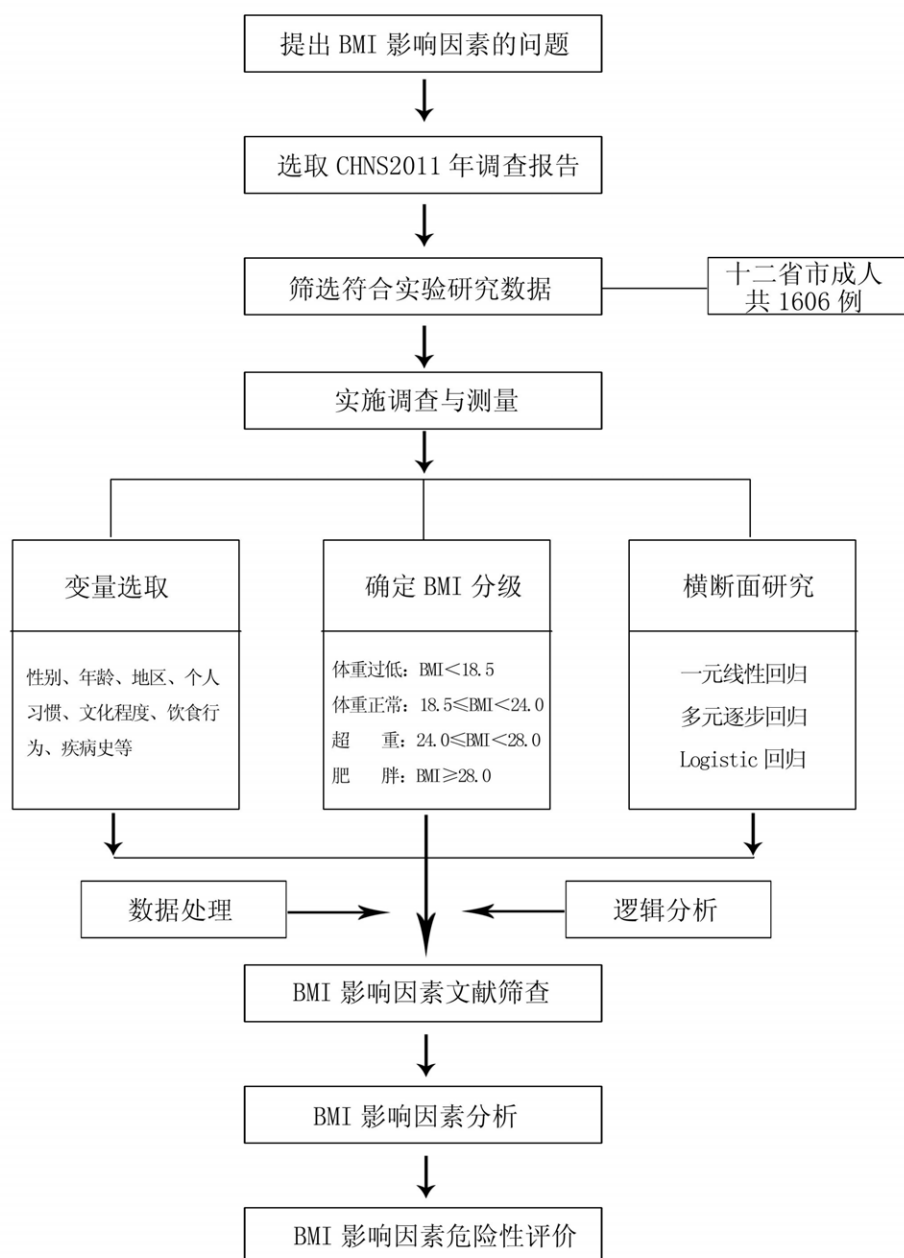 提出 BMI 影响因素的问题
选取 CHNS2011 年调查报告
筛选符合实验研究数据
十二省市成人
共 1606 例
实施调查与测量
变量选取
性别、年龄、地区、个人
习惯、文化程度、饮食行
为、疾病史等
确定 BMI 分级
体重过低：BMI<18.5
体重正常：18.5≤BMI<24.0
超 重：24.0≤BMI<28.0
肥 胖：BMI≥28.0
横断面研究
一元线性回归
多元逐步回归
Logistic 回归
数据处理
逻辑分析
BMI 影响因素文献筛查
BMI 影响因素分析
BMI 影响因素危险性评价